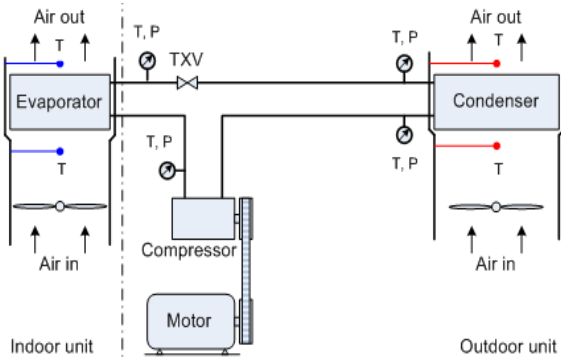 Air out
Air out
T
T, P
TXV
T, P
T
Evaporator
Condenser
T
T, P
T, P
T
Compressor
Air in
Air in
Motor
Indoor unit
Outdoor unit